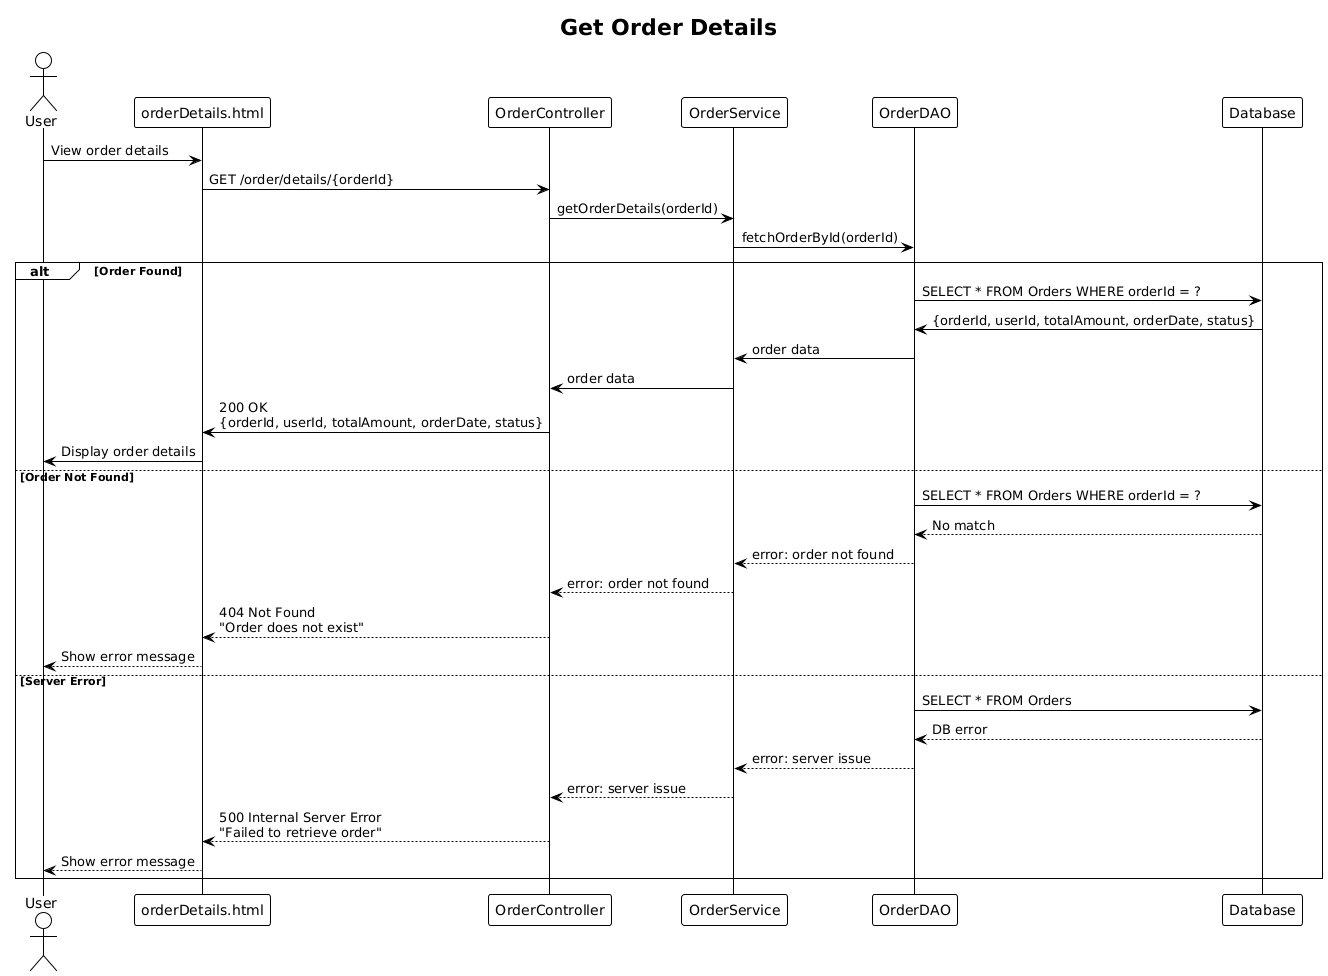 Get Order Details
User
orderDetails.html
OrderController
OrderService
OrderDAO
Database
View order details
GET /order/details/{orderId}
getOrderDetails(orderId)
fetchOrderById(orderId)
alt
[Order Found]
SELECT * FROM Orders WHERE orderId = ?
{orderId, userId, totalAmount, orderDate, status}
order data
order data
200 OK
{orderId, userId, totalAmount, orderDate, status}
Display order details
[Order Not Found]
SELECT * FROM Orders WHERE orderId = ?
No match
error: order not found
error: order not found
404 Not Found
"Order does not exist"
Show error message
[Server Error]
SELECT * FROM Orders
DB error
error: server issue
error: server issue
500 Internal Server Error
"Failed to retrieve order"
Show error message
User
orderDetails.html
OrderController
OrderService
OrderDAO
Database